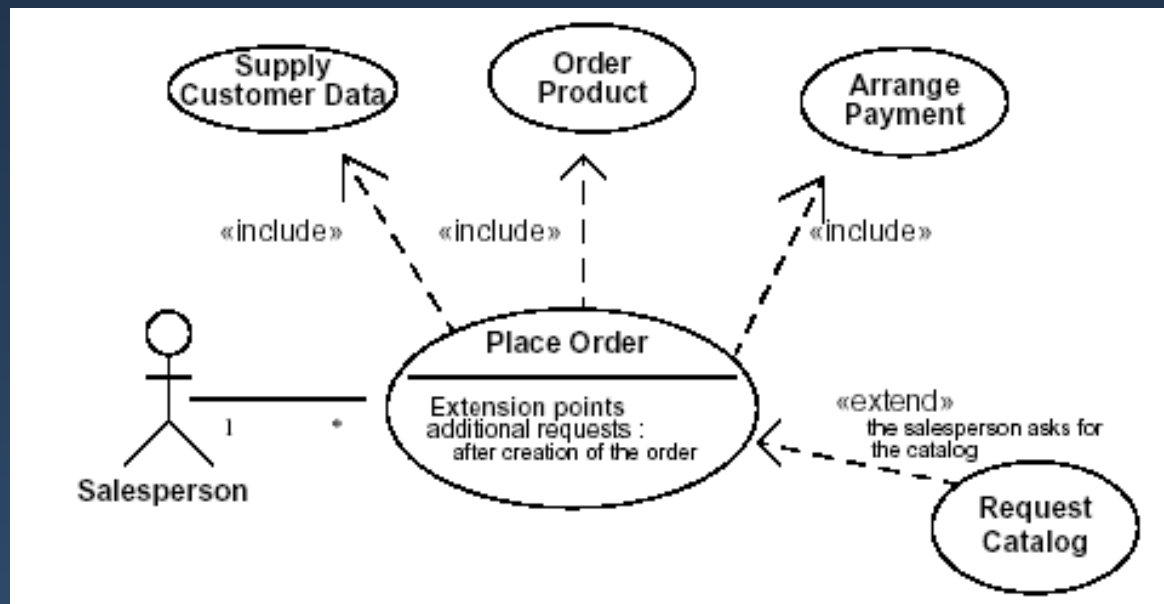 Supply
Customer Data
Order
Product
Arrange
Payment
«include»
«include»
«include»
Place Order
Extension points
additional requests :
after creation of the order
1
*
Salesperson
«extend»
the salesperson asks for
the catalog
Request
Catalog